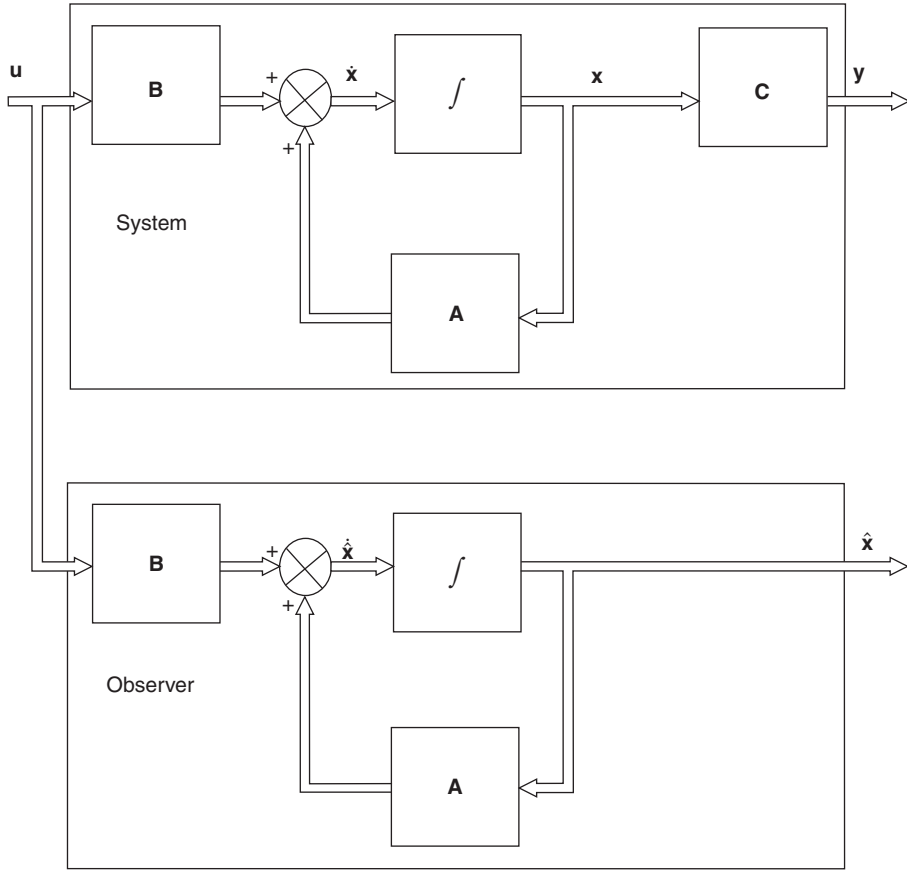 u
B
+
ẋ
∫
x
C
y
+
System
A
B
+
x̂̇
∫
x̂
+
Observer
A